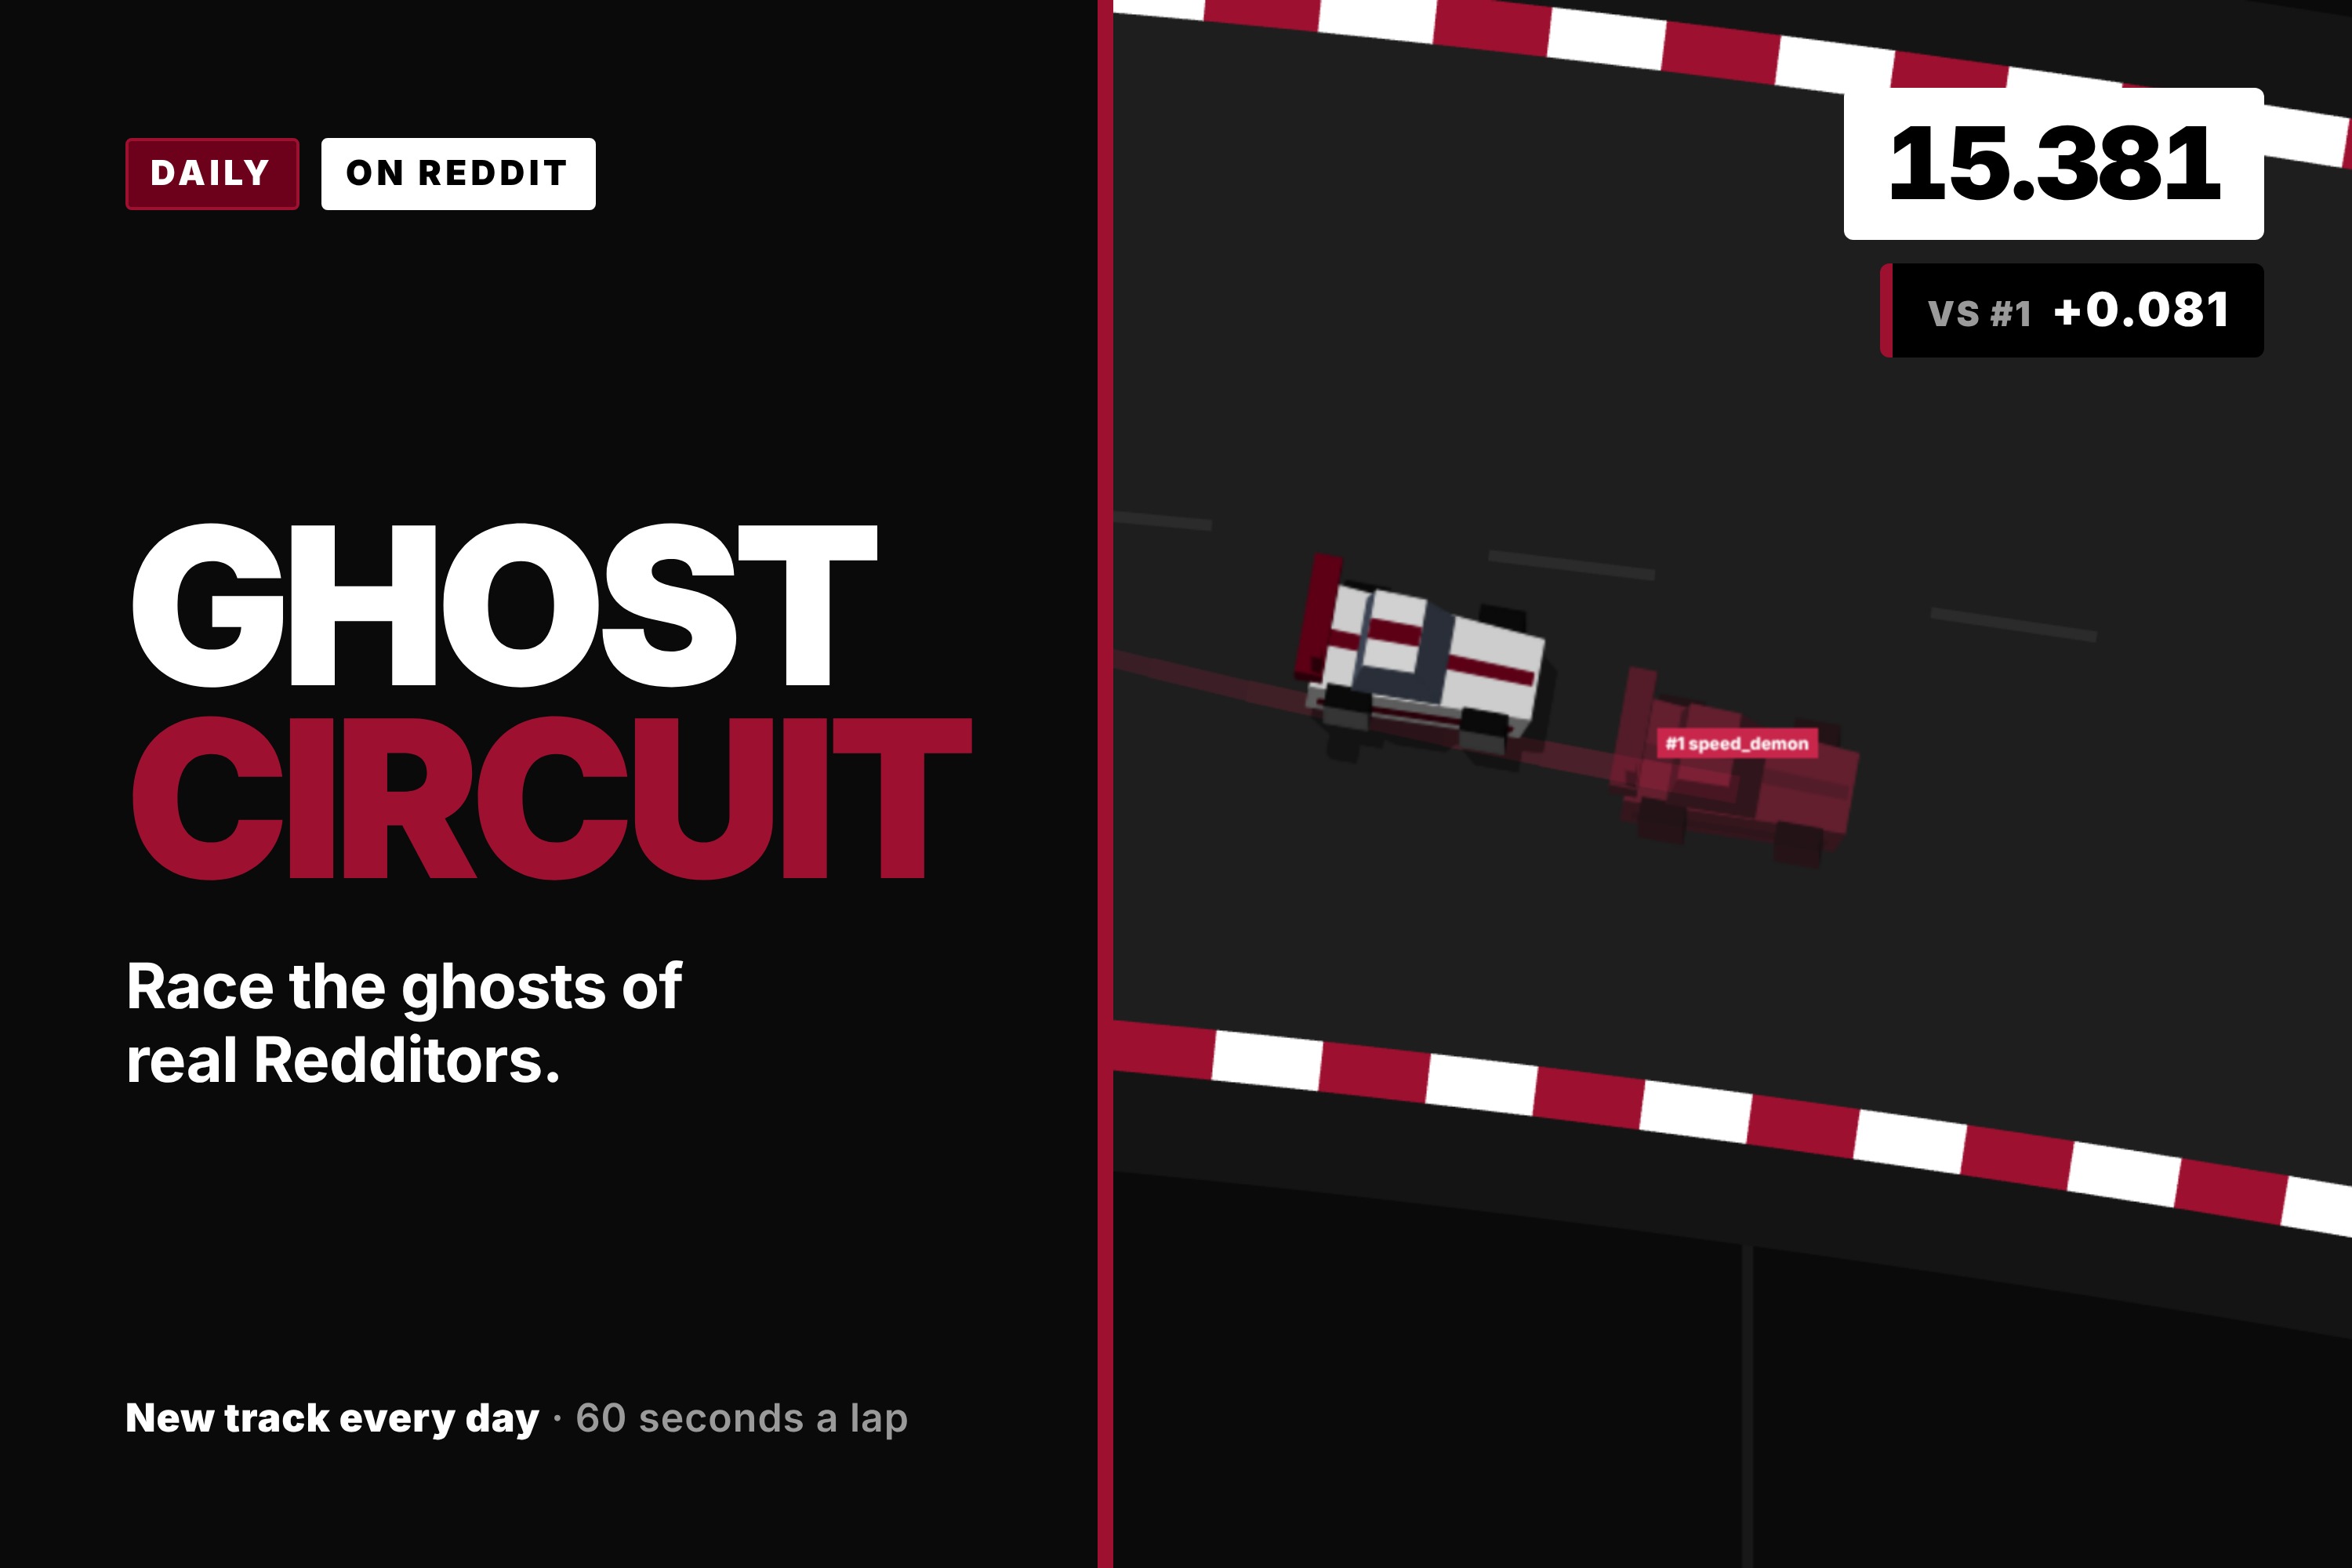 DAILY
ON REDDIT
GHOST
CIRCUIT
Race the ghosts of
real Redditors.
New track every day · 60 seconds a lap
15.381
VS #1 +0.081
#1 speed_demon